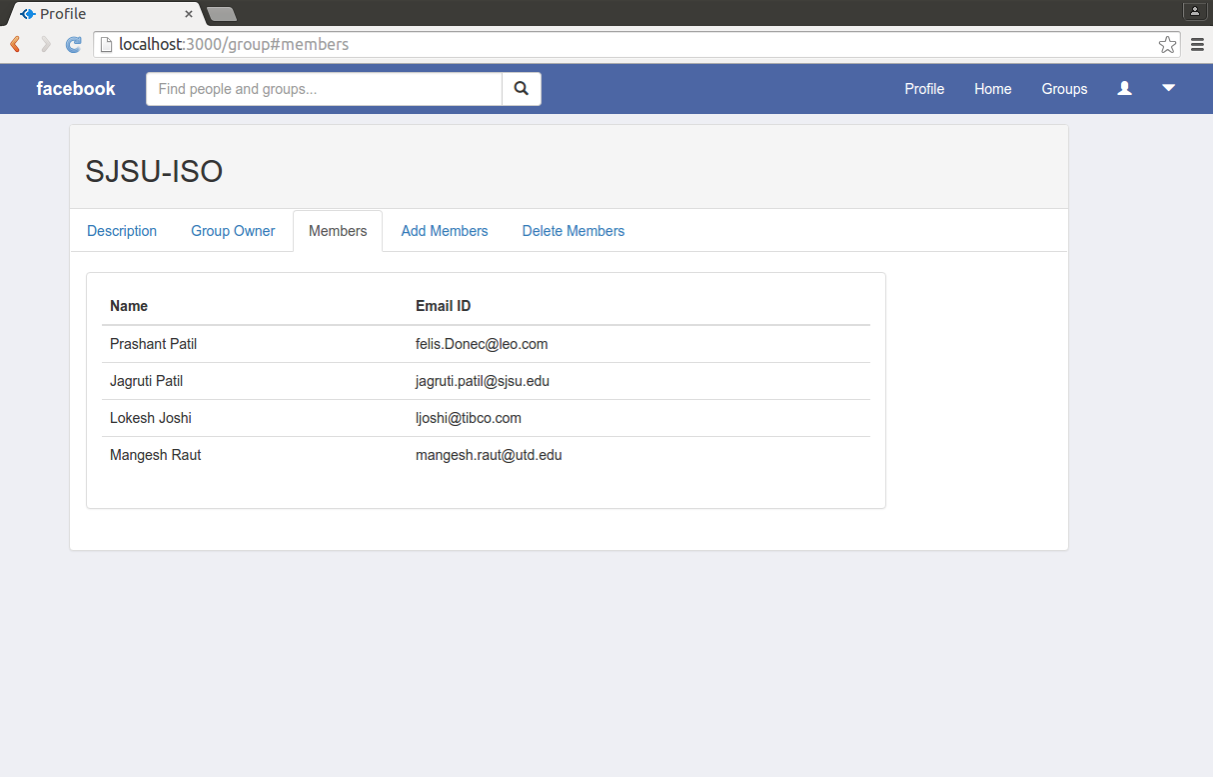 Profile
localhost:3000/group#members
facebook Find people and groups... Profile Home Groups
SJSU-ISO
Description Group Owner Members Add Members Delete Members
Name Email ID
Prashant Patil felis.Donec@leo.com
Jagruti Patil jagruti.patil@sjsu.edu
Lokesh Joshi ljoshi@tibco.com
Mangesh Raut mangesh.raut@utd.edu